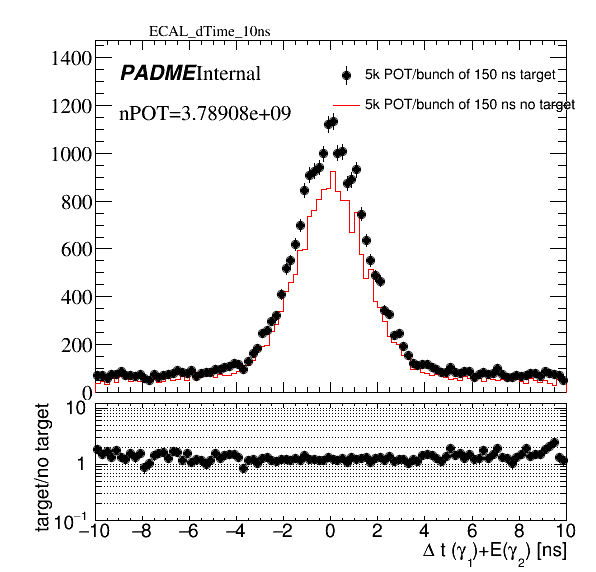 ECAL_dTime_10ns
PADME Internal
nPOT=3.78908e+09
5k POT/bunch of 150 ns target
5k POT/bunch of 150 ns no target
1400
1200
1000
800
600
400
200
0
target/no target
10
1
10⁻¹
−10 −8 −6 −4 −2 0 2 4 6 8 10
Δ t (γ₁)+E(γ₂) [ns]